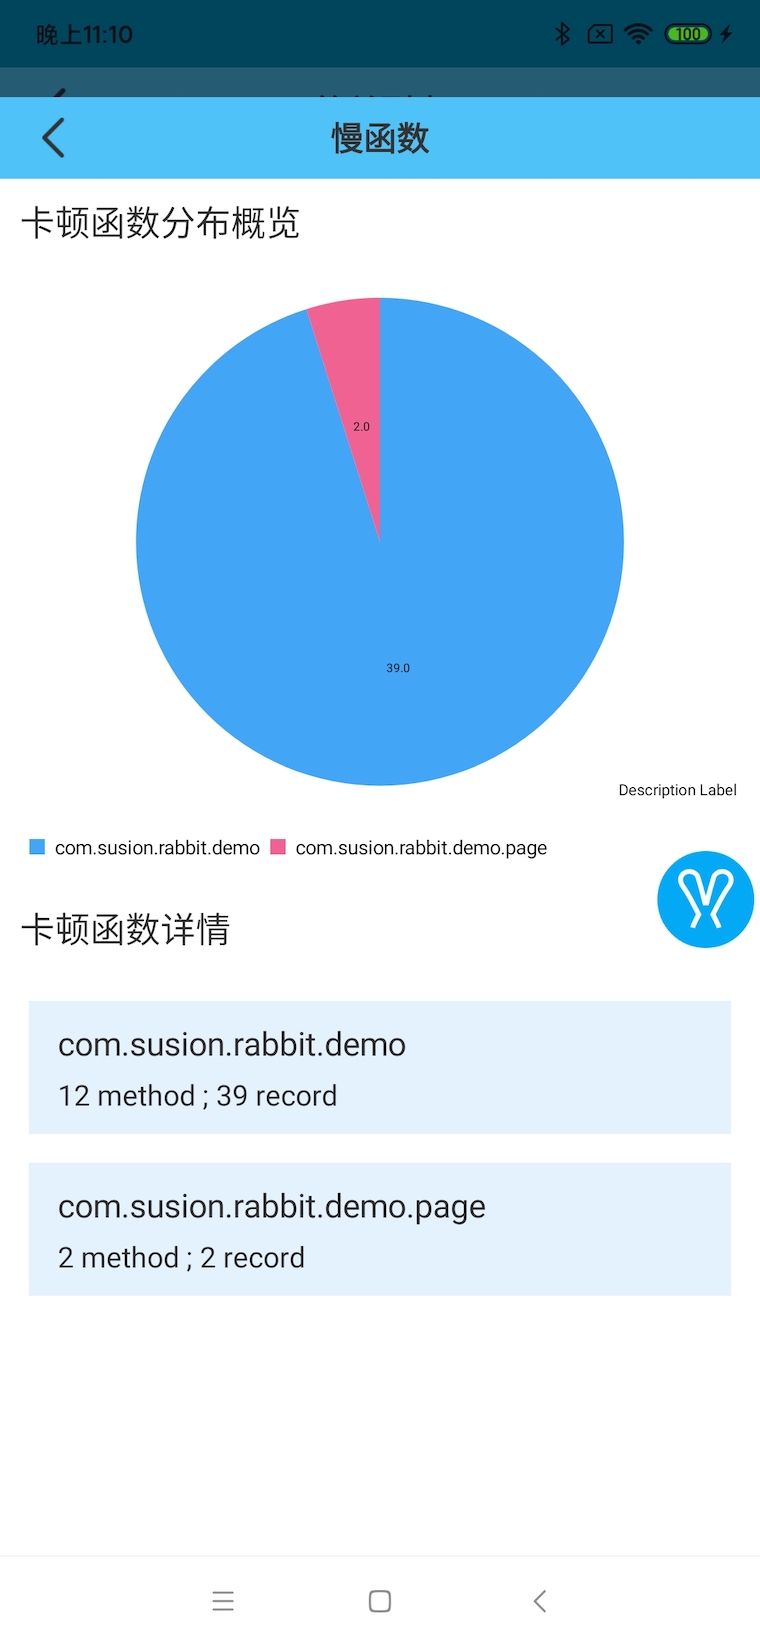 晚上11:10
100
慢函数
卡顿函数分布概览
2.0
39.0
Description Label
com.susion.rabbit.demo com.susion.rabbit.demo.page
卡顿函数详情
com.susion.rabbit.demo
12 method ; 39 record
com.susion.rabbit.demo.page
2 method ; 2 record